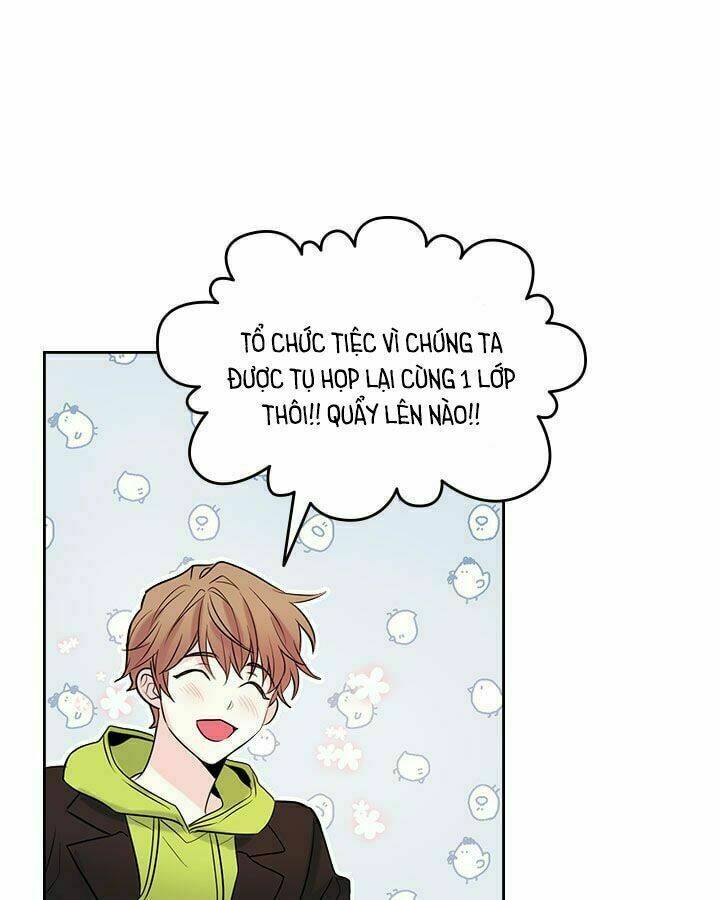 TỔ CHỨC TIỆC VÌ CHÚNG TA
ĐƯỢC TỤ HỌP LẠI CÙNG 1 LỚP
THÔI!! QUẨY LÊN NÀO!!